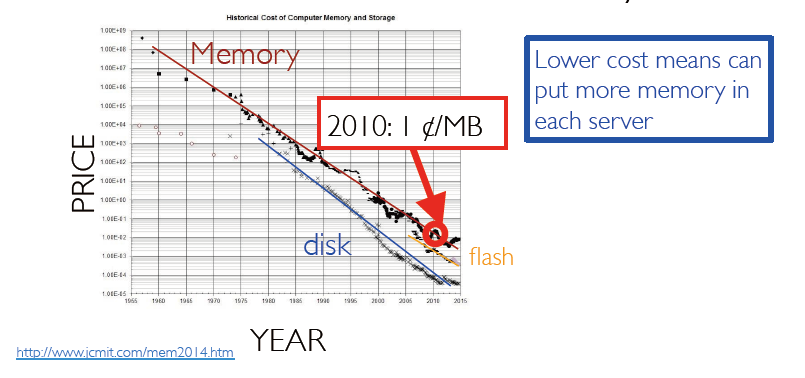 Historical Cost of Computer Memory and Storage
1.00E+09
1.00E+08
1.00E+07
1.00E+06
1.00E+05
1.00E+04
1.00E+03
1.00E+02
1.00E+01
1.00E+00
1.00E-01
1.00E-02
1.00E-03
1.00E-04
1.00E-05
Memory
2010: 1 ¢/MB
Lower cost means can
put more memory in
each server
PRICE
disk
flash
1955 1960 1965 1970 1975 1980 1985 1990 1995 2000 2005 2010 2015
YEAR
http://www.jcmit.com/mem2014.htm